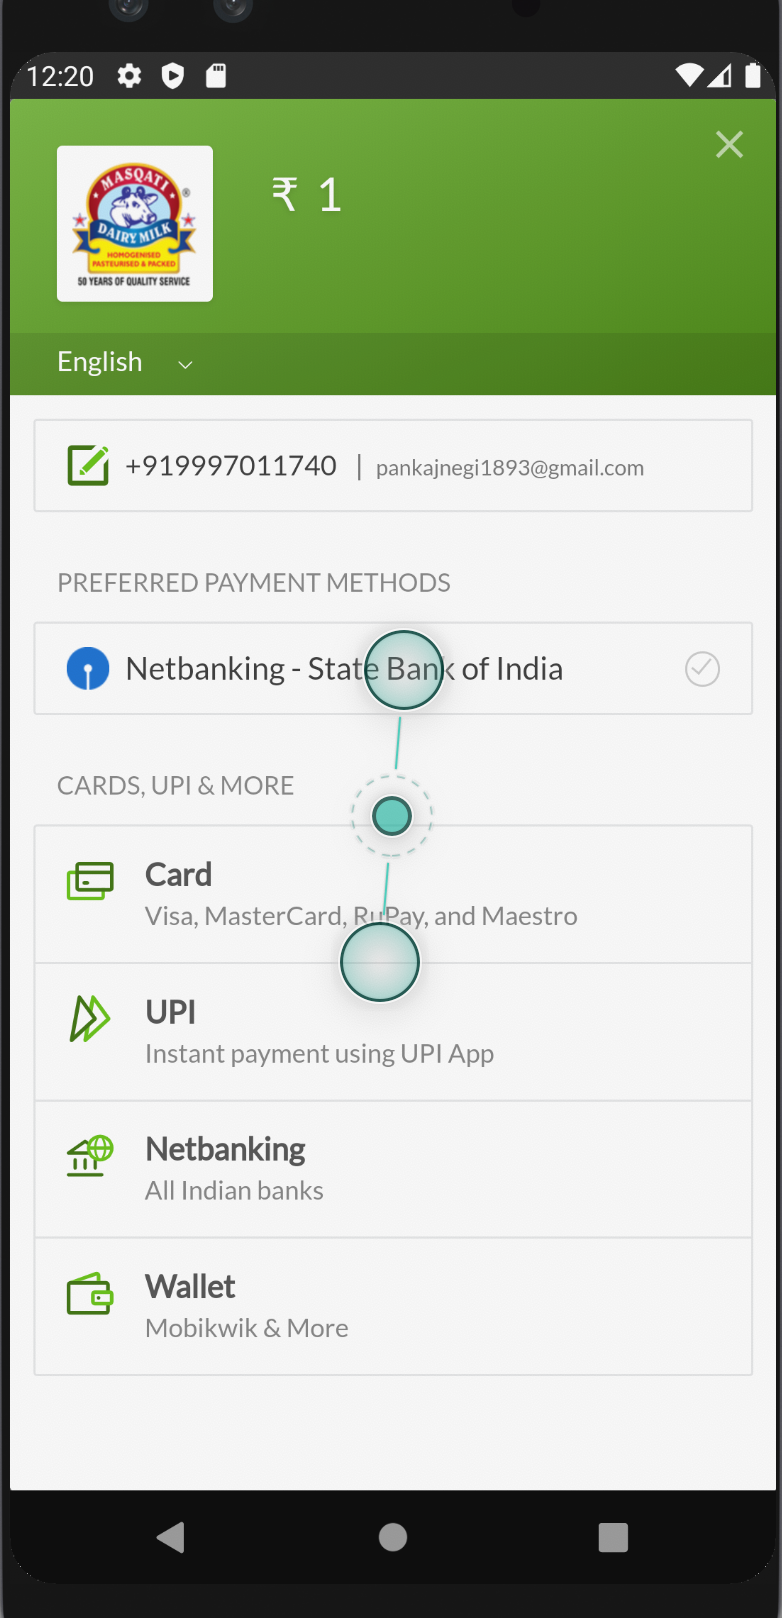 12:20
MASQATI
®
DAIRY MILK
HOMOGENISED
PASTEURISED & PACKED
50 YEARS OF QUALITY SERVICE
₹ 1
English
+919997011740 | pankajnegi1893@gmail.com
PREFERRED PAYMENT METHODS
Netbanking - State Bank of India
CARDS, UPI & MORE
Card
Visa, MasterCard, RuPay, and Maestro
UPI
Instant payment using UPI App
Netbanking
All Indian banks
Wallet
Mobikwik & More